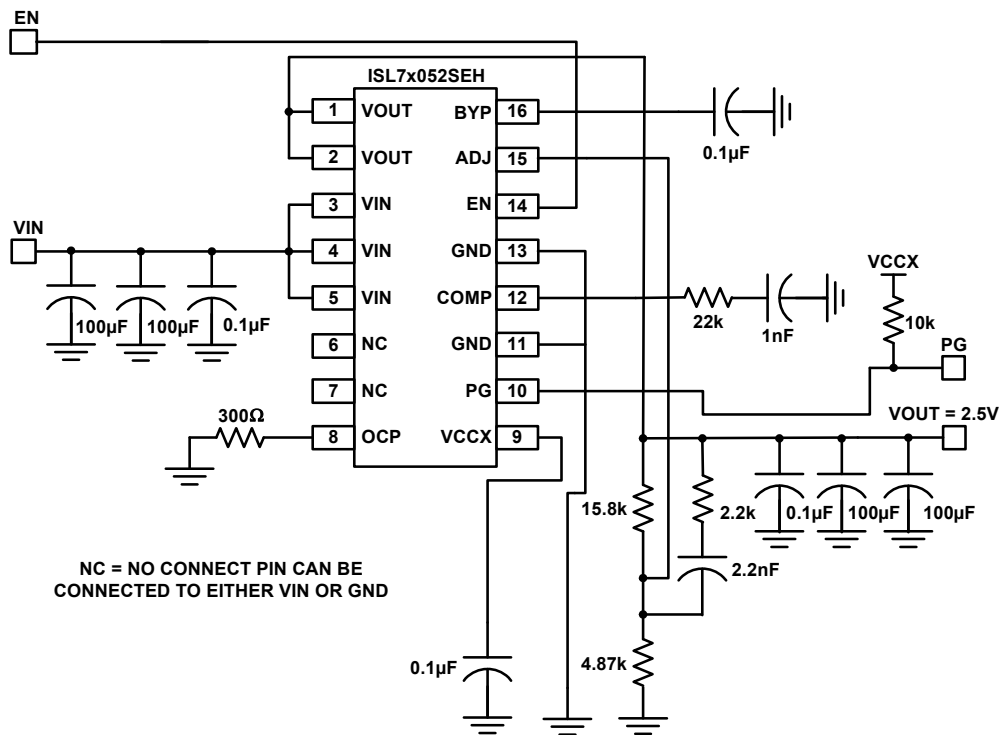 EN
ISL7x052SEH
1 VOUT BYP 16
0.1µF
2 VOUT ADJ 15
3 VIN EN 14
VIN
4 VIN GND 13
VCCX
5 VIN COMP 12
100µF 100µF 0.1µF
22k
1nF
10k
6 NC GND 11
PG
7 NC PG 10
300Ω
VOUT = 2.5V
8 OCP VCCX 9
15.8k
2.2k
0.1µF 100µF 100µF
2.2nF
NC = NO CONNECT PIN CAN BE
CONNECTED TO EITHER VIN OR GND
0.1µF
4.87k